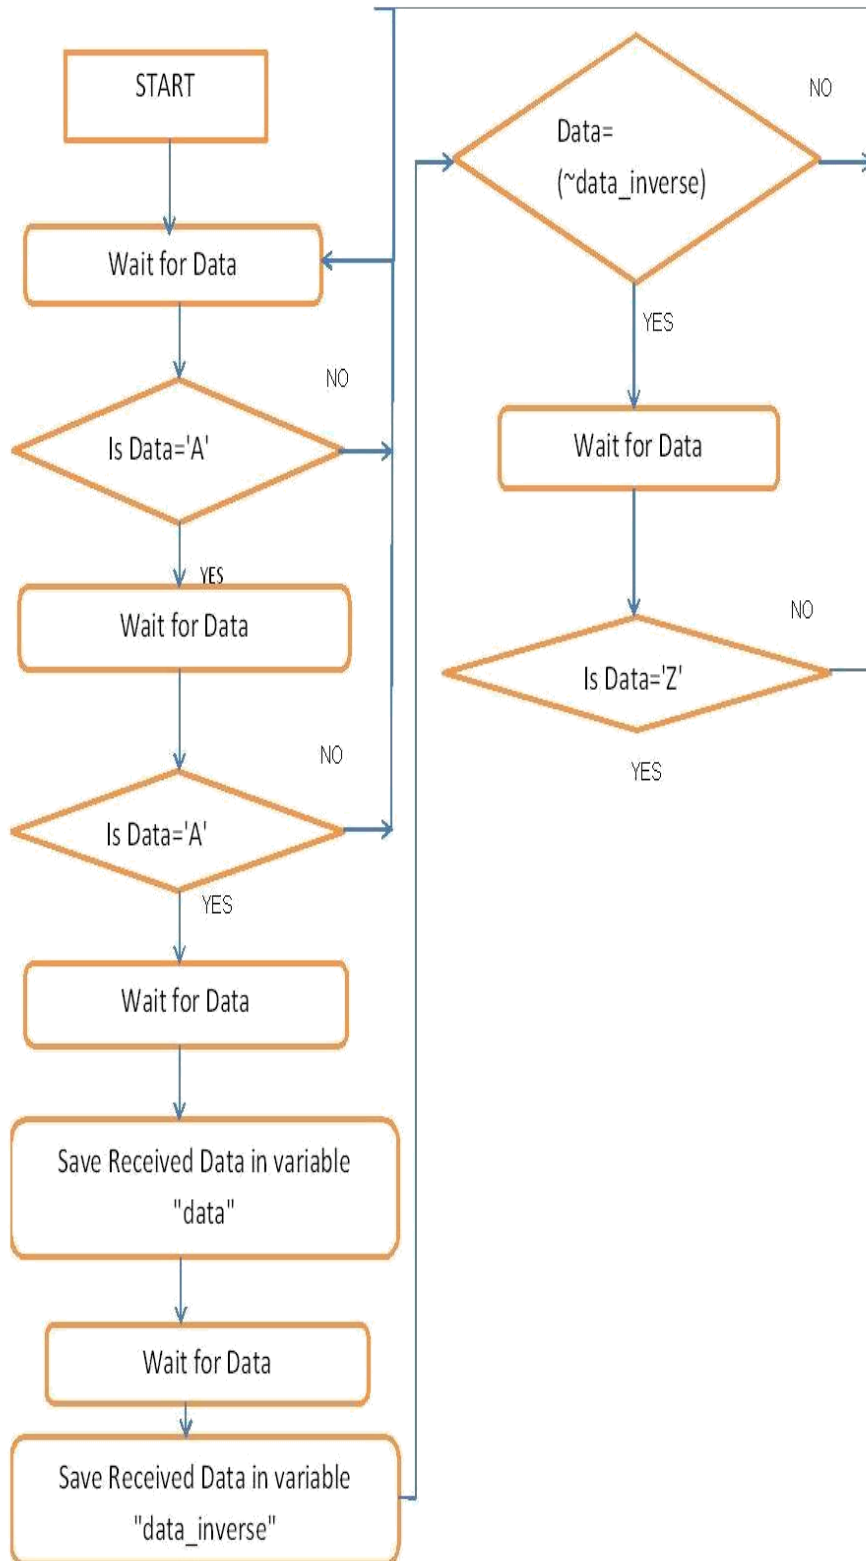 START
Wait for Data
NO
Is Data='A'
YES
Wait for Data
NO
Is Data='A'
YES
Wait for Data
Save Received Data in variable
"data"
Wait for Data
Save Received Data in variable
"data_inverse"
NO
Data=
(~data_inverse)
YES
Wait for Data
NO
Is Data='Z'
YES